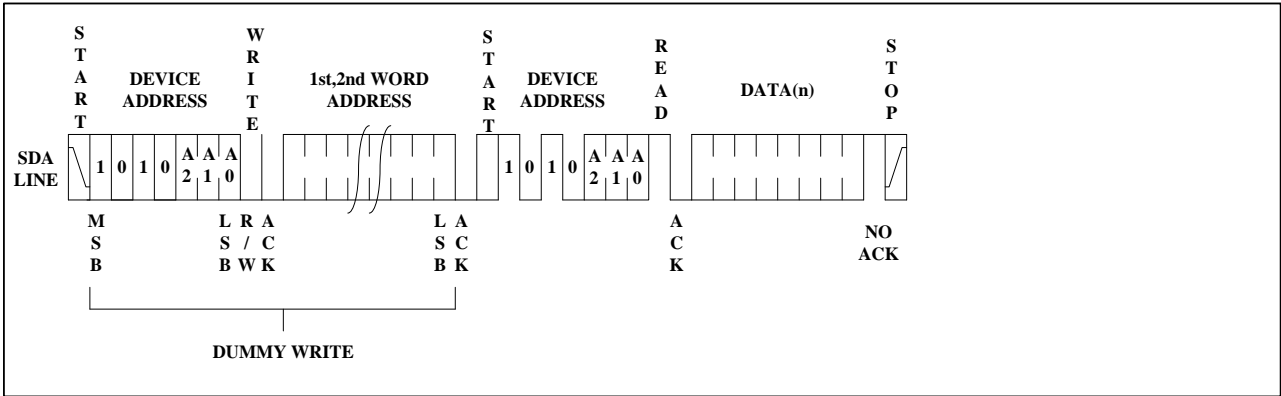 START
WRITE
START
READ
STOP
DEVICE
ADDRESS
1st,2nd WORD
ADDRESS
DEVICE
ADDRESS
DATA(n)
SDA
LINE
1 0 1 0 A2 A1 A0
1 0 1 0 A2 A1 A0
MSB
LSB
R/W
ACK
LSB
ACK
ACK
NO
ACK
DUMMY WRITE